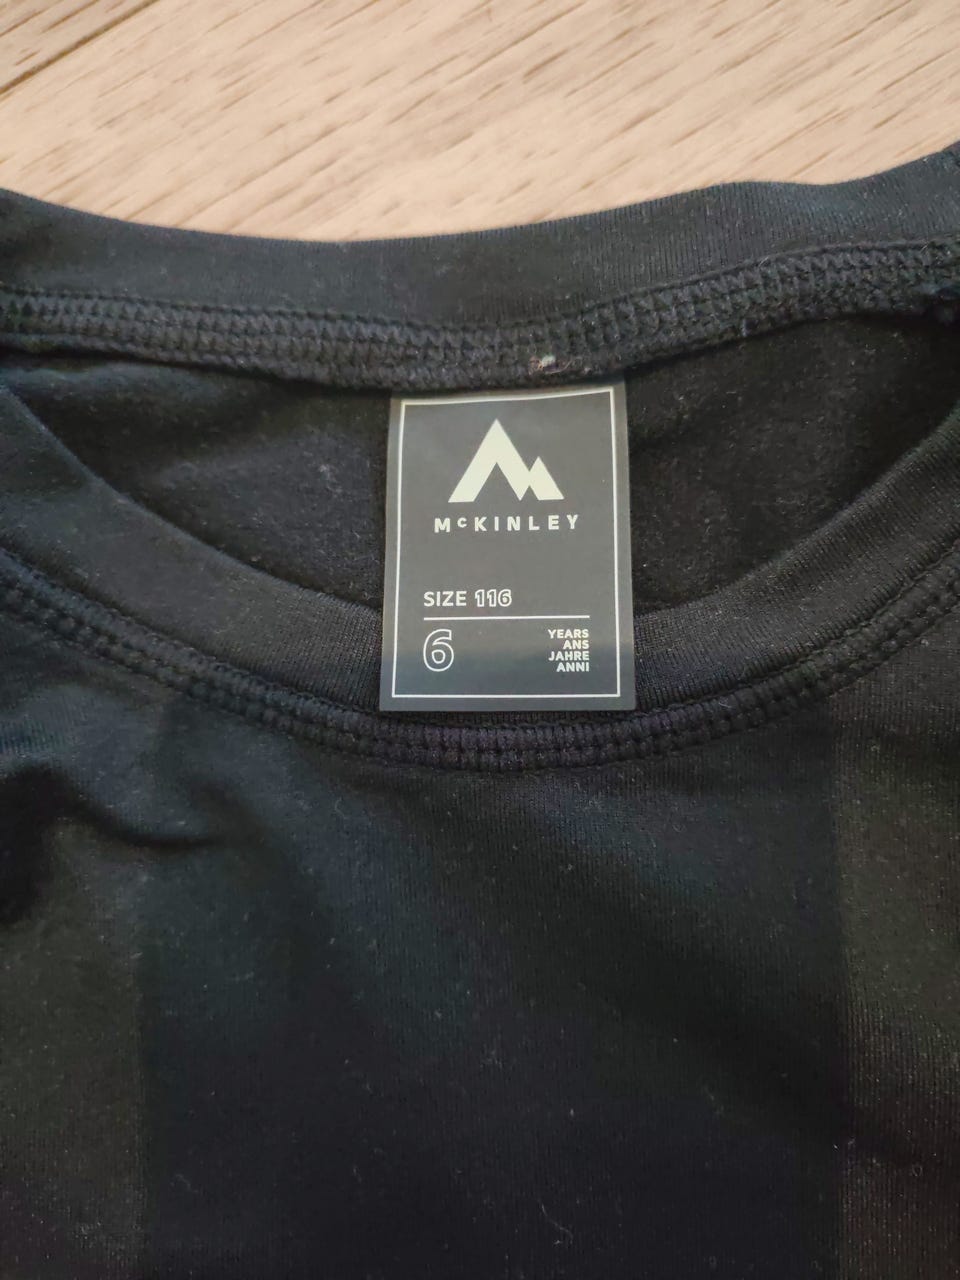 McKINLEY
SIZE 116
6
YEARS
ANS
JAHRE
ANNI